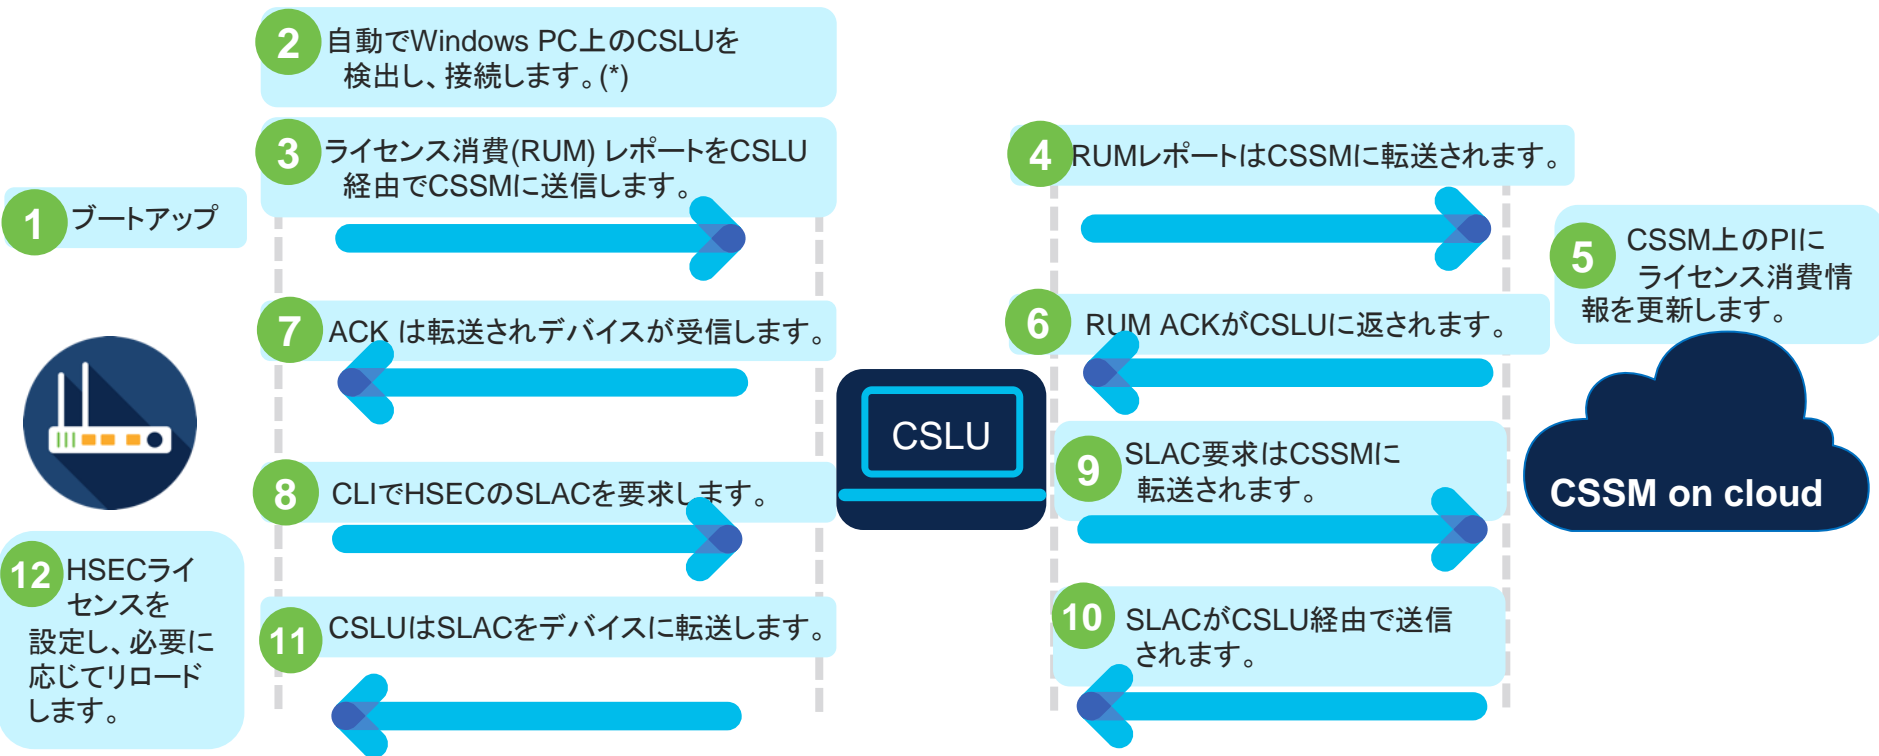 1 ブートアップ
2 自動でWindows PC上のCSLUを
検出し、接続します。(*)
3 ライセンス消費(RUM) レポートをCSLU
経由でCSSMに送信します。
4 RUMレポートはCSSMに転送されます。
5 CSSM上のPIに
ライセンス消費情
報を更新します。
6 RUM ACKがCSLUに返されます。
7 ACK は転送されデバイスが受信します。
8 CLIでHSECのSLACを要求します。
9 SLAC要求はCSSMに
転送されます。
10 SLACがCSLU経由で送信
されます。
11 CSLUはSLACをデバイスに転送します。
12 HSECライ
センスを
設定し、必要に
応じてリロード
します。
CSLU
CSSM on cloud